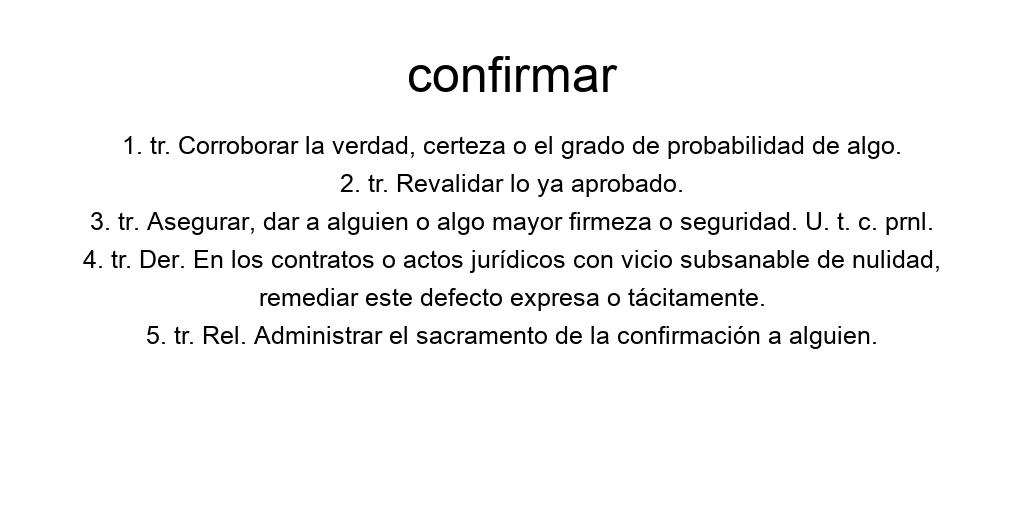 confirmar
1. tr. Corroborar la verdad, certeza o el grado de probabilidad de algo.
2. tr. Revalidar lo ya aprobado.
3. tr. Asegurar, dar a alguien o algo mayor firmeza o seguridad. U. t. c. prnl.
4. tr. Der. En los contratos o actos jurídicos con vicio subsanable de nulidad,
remediar este defecto expresa o tácitamente.
5. tr. Rel. Administrar el sacramento de la confirmación a alguien.